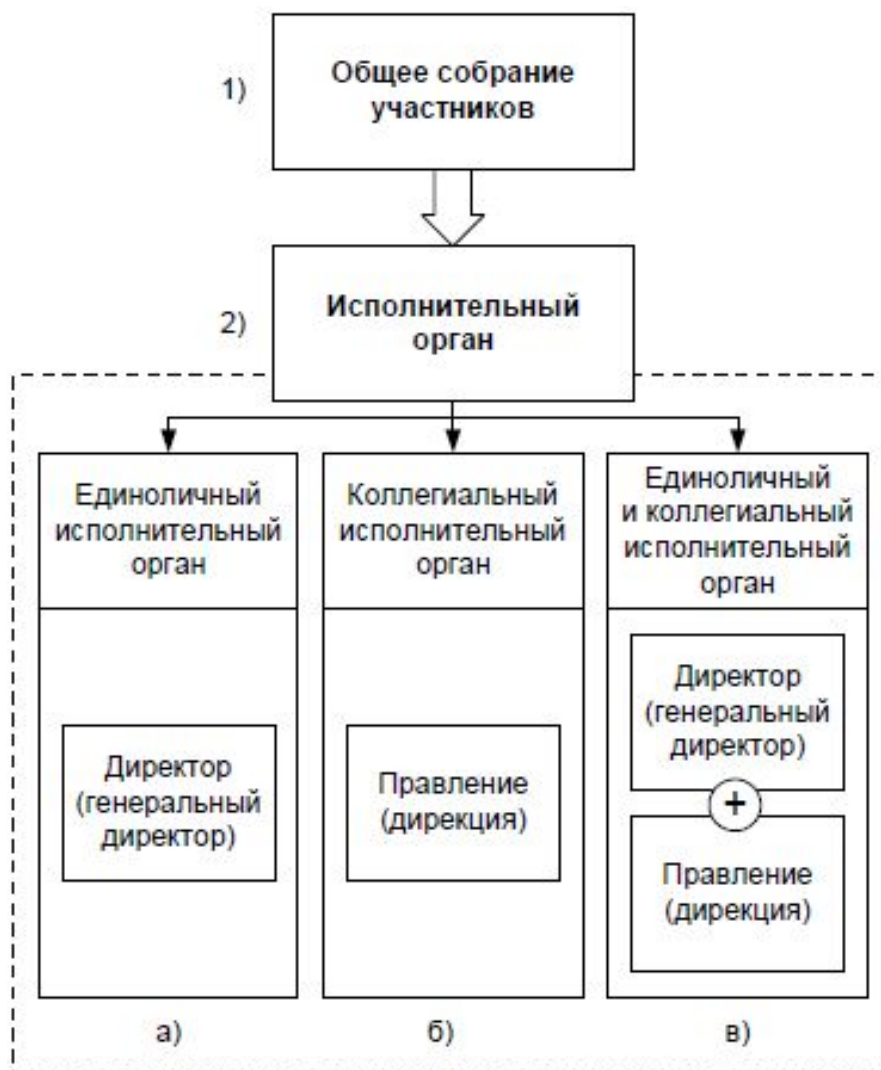 1)
Общее собрание
участников
2)
Исполнительный
орган
Единоличный
исполнительный
орган
Директор
(генеральный
директор)
а)
Коллегиальный
исполнительный
орган
Правление
(дирекция)
б)
Единоличный
и коллегиальный
исполнительный
орган
Директор
(генеральный
директор)
+
Правление
(дирекция)
в)